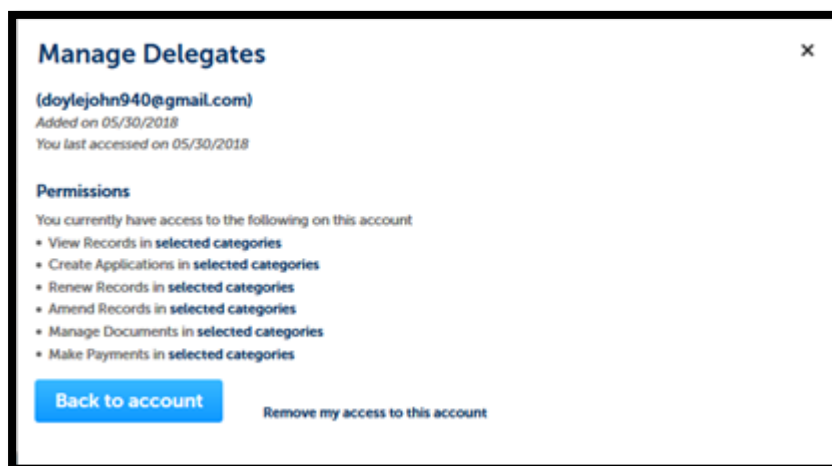 Manage Delegates
(doylejohn940@gmail.com)
Added on 05/30/2018
You last accessed on 05/30/2018
Permissions
You currently have access to the following on this account
• View Records in selected categories
• Create Applications in selected categories
• Renew Records in selected categories
• Amend Records in selected categories
• Manage Documents in selected categories
• Make Payments in selected categories
Back to account
Remove my access to this account